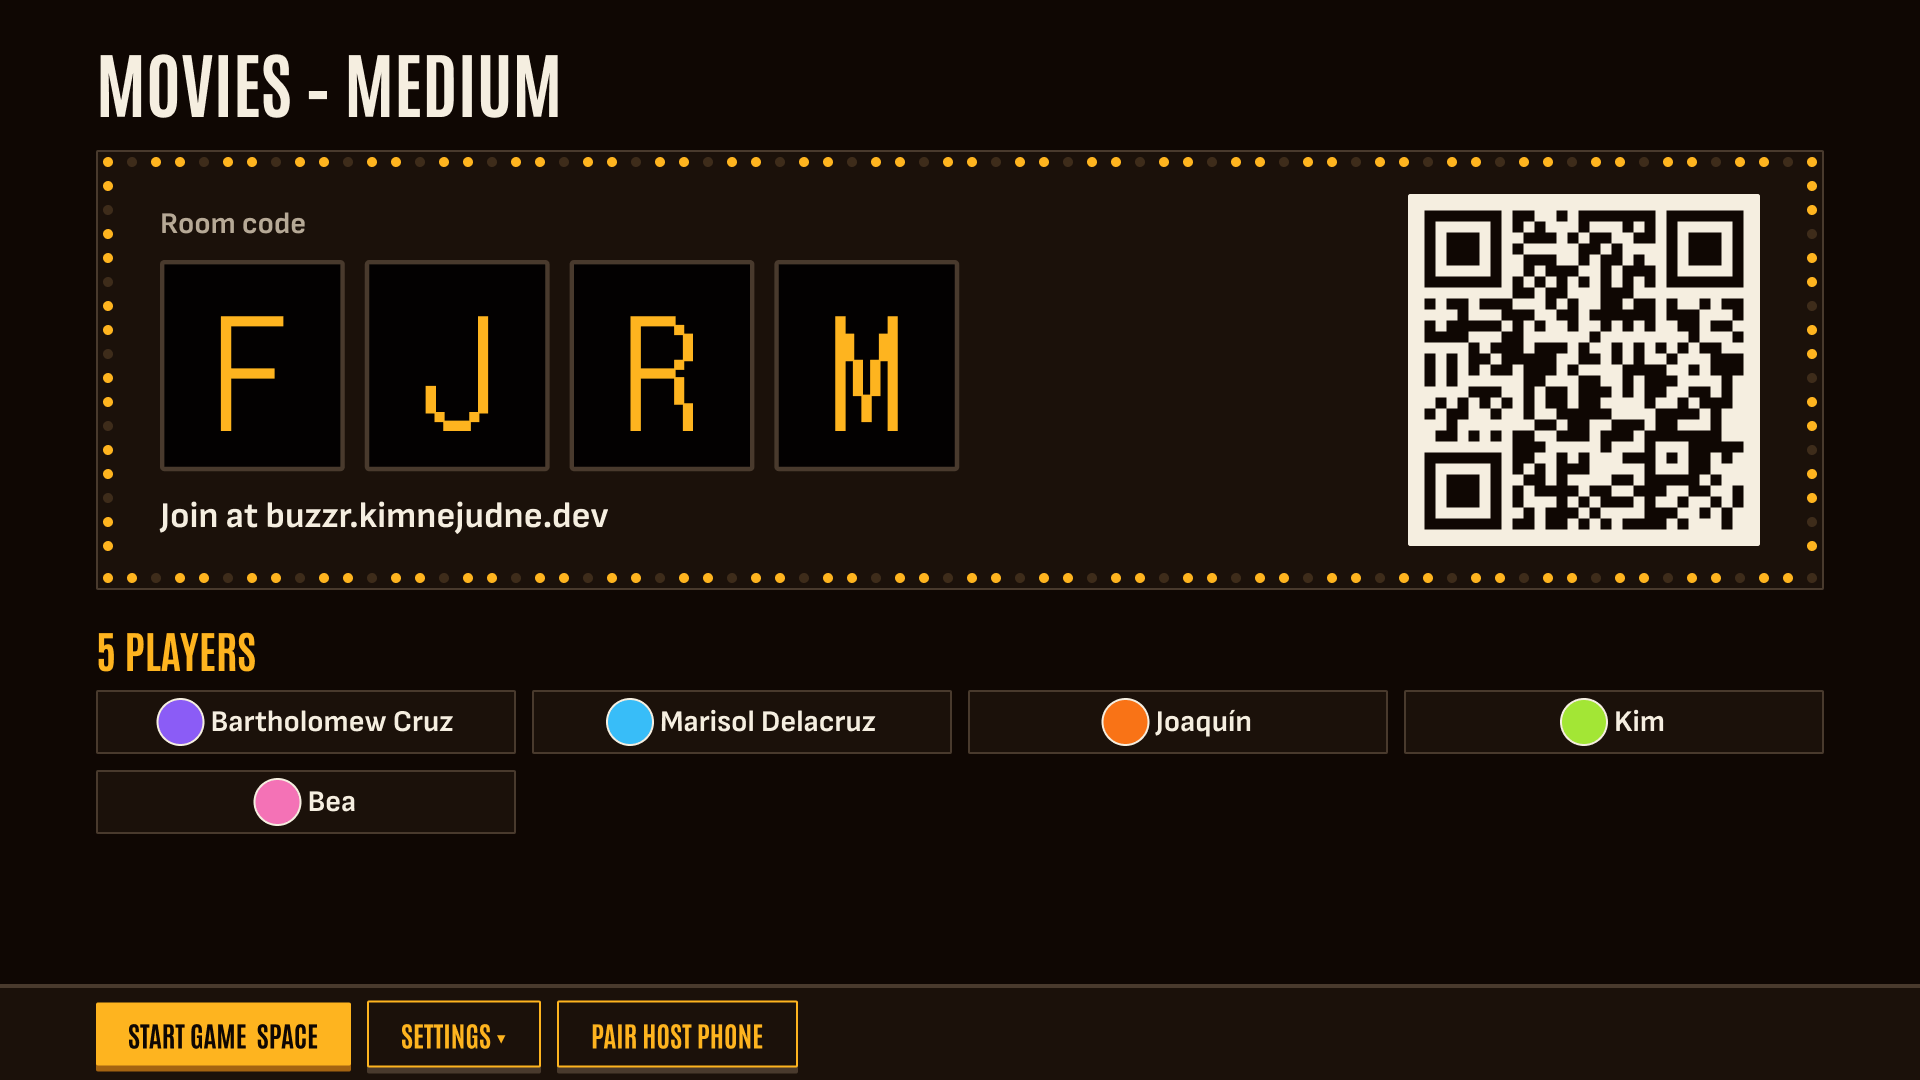 MOVIES - MEDIUM
Room code
F J R M
Join at buzzr.kimnejudne.dev
5 PLAYERS
Bartholomew Cruz
Marisol Delacruz
Joaquín
Kim
Bea
START GAME SPACE
SETTINGS ▾
PAIR HOST PHONE